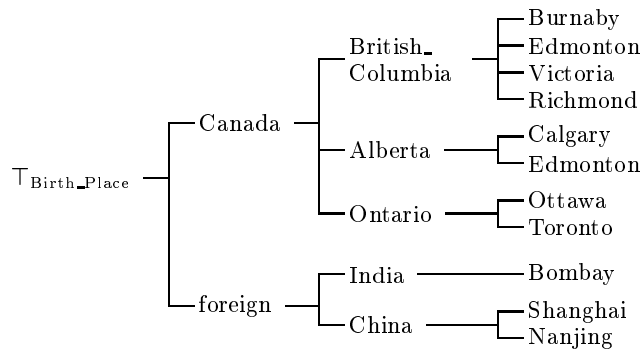 ⊤Birth_Place
Canada
British_
Columbia
Burnaby
Edmonton
Victoria
Richmond
Alberta
Calgary
Edmonton
Ontario
Ottawa
Toronto
foreign
India
Bombay
China
Shanghai
Nanjing